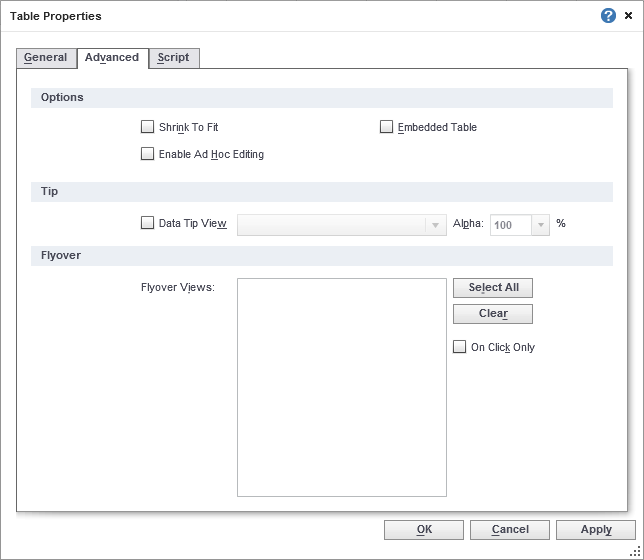 Table Properties ? ×
General Advanced Script
Options
Shrink To Fit Embedded Table
Enable Ad Hoc Editing
Tip
Data Tip View Alpha: 100 %
Flyover
Flyover Views: Select All
Clear
On Click Only
OK Cancel Apply